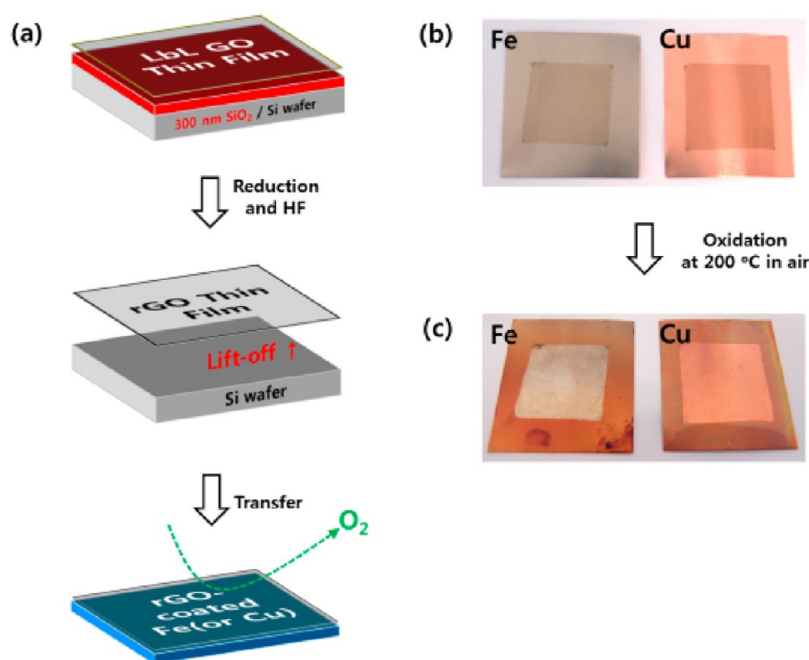 (a)
LbL GO
Thin Film
300 nm SiO₂ / Si wafer
Reduction
and HF
rGO Thin
Film
Lift-off ↑
Si wafer
Transfer
O₂
rGO-
coated
Fe(or Cu)
(b)
Fe
Cu
Oxidation
at 200 ºC in air
(c)
Fe
Cu